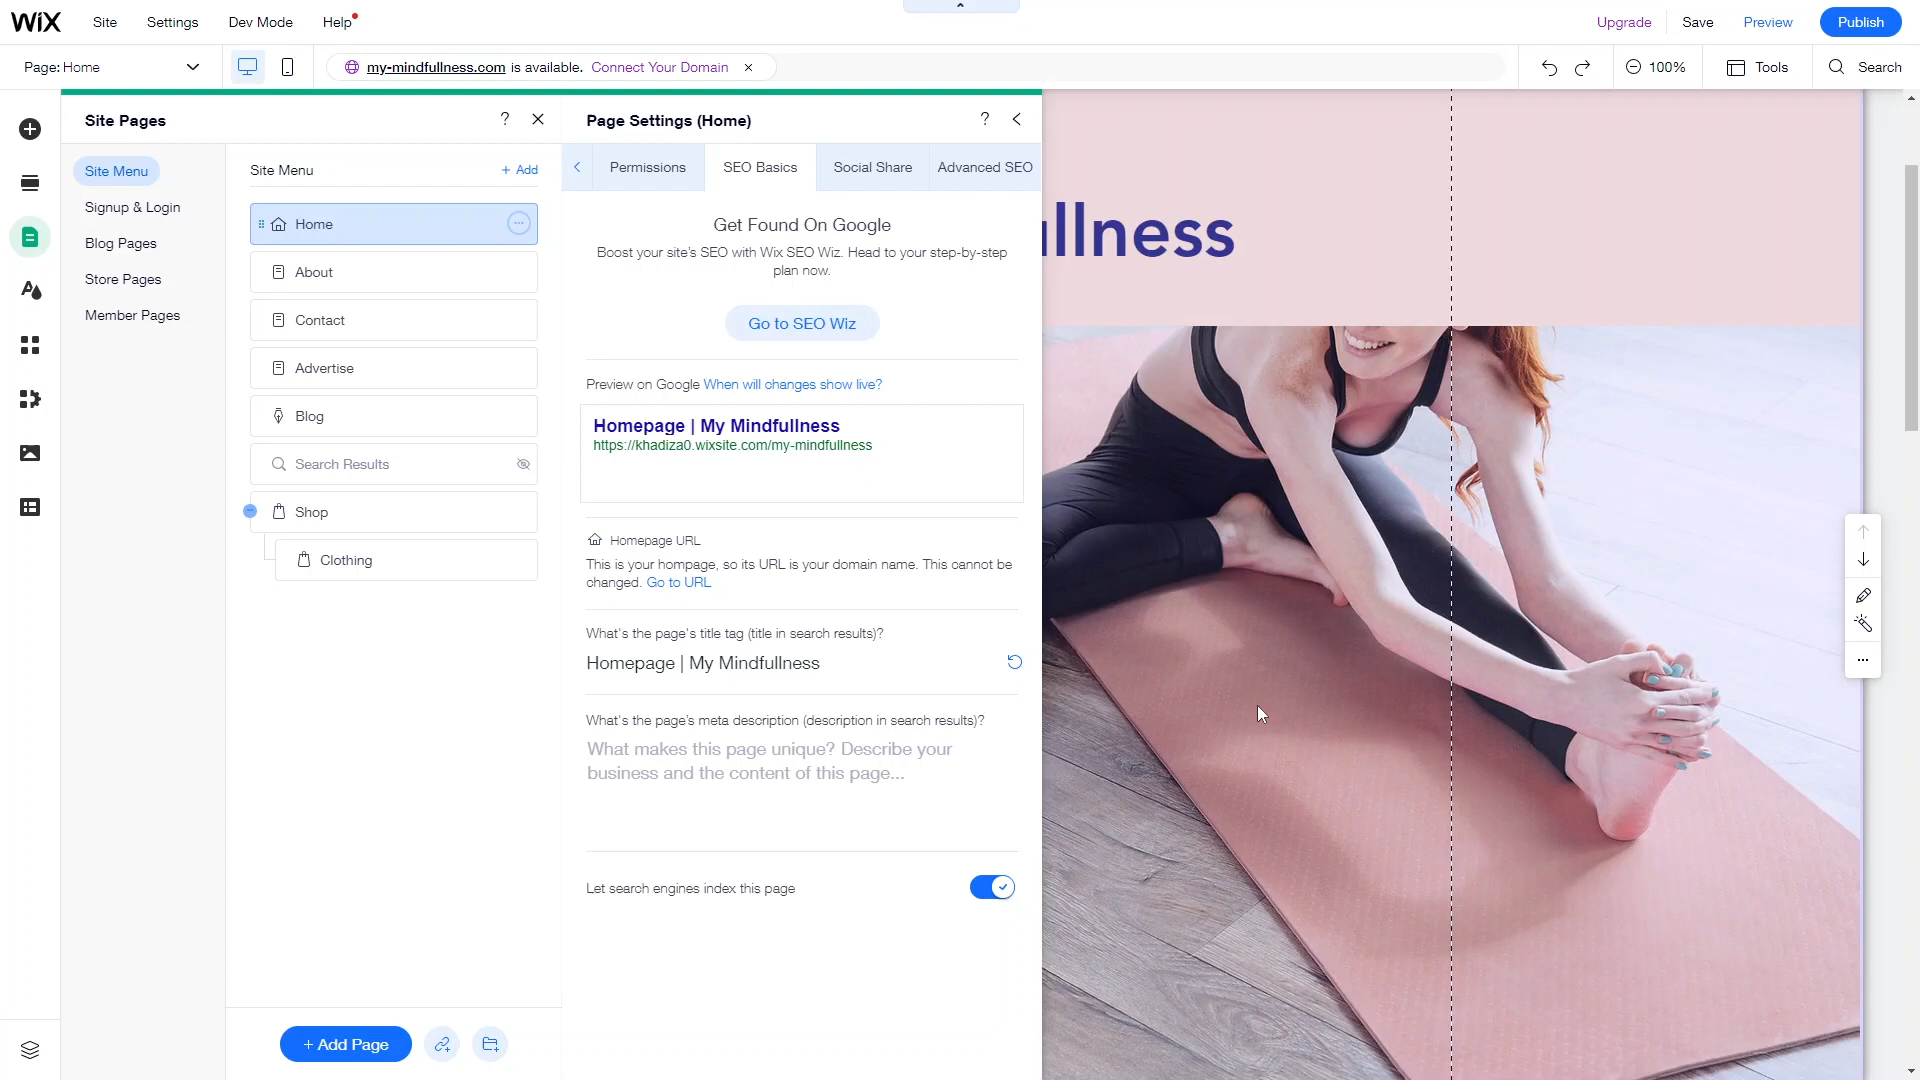 WIX
Site
Settings
Dev Mode
Help
Upgrade
Save
Preview
Publish
Page: Home
my-mindfullness.com is available. Connect Your Domain
100%
Tools
Search
Site Pages
?
Page Settings (Home)
?
Site Menu
Signup & Login
Blog Pages
Store Pages
Member Pages
Site Menu
+ Add
Home
About
Contact
Advertise
Blog
Search Results
Shop
Clothing
+ Add Page
Permissions
SEO Basics
Social Share
Advanced SEO
Get Found On Google
Boost your site's SEO with Wix SEO Wiz. Head to your step-by-step
plan now.
Go to SEO Wiz
Preview on Google When will changes show live?
Homepage | My Mindfullness
https://khadiza0.wixsite.com/my-mindfullness
Homepage URL
This is your hompage, so its URL is your domain name. This cannot be
changed. Go to URL
What's the page's title tag (title in search results)?
Homepage | My Mindfullness
What's the page's meta description (description in search results)?
What makes this page unique? Describe your
business and the content of this page...
Let search engines index this page
ullness